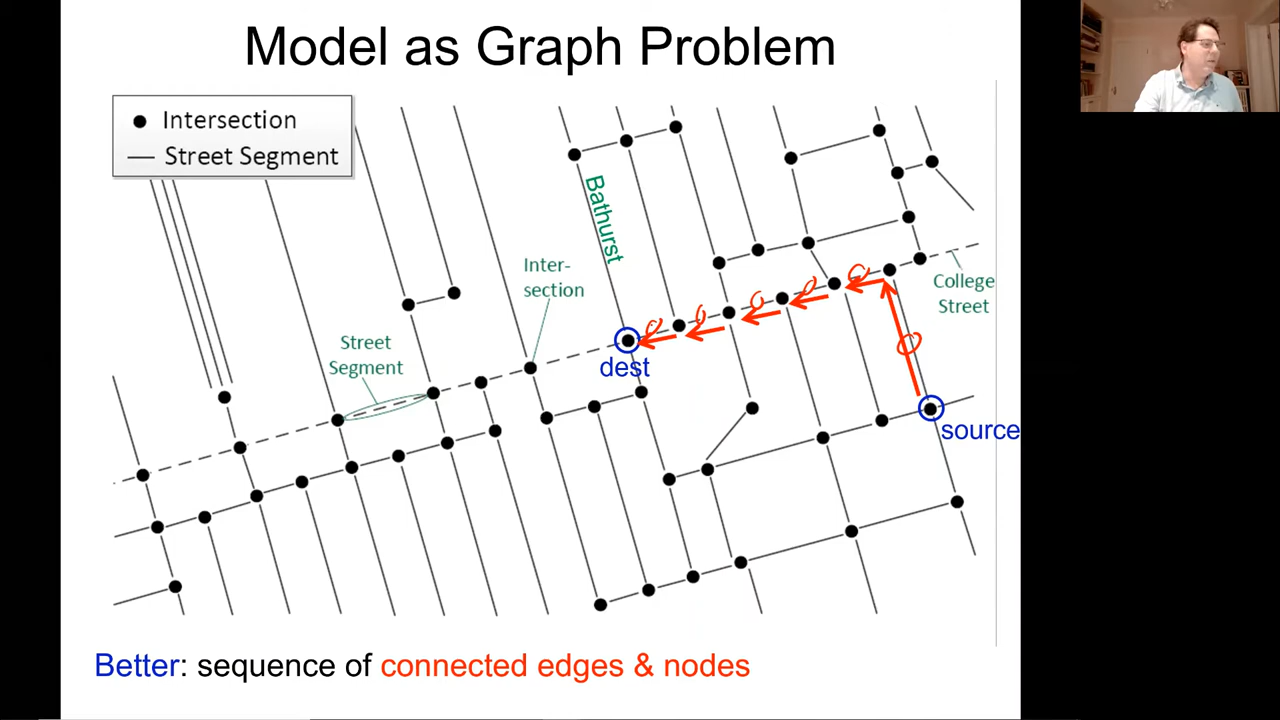 Model as Graph Problem
Intersection
Street Segment
Bathurst
Inter-
section
College
Street
Street
Segment
dest
source
Better: sequence of connected edges & nodes